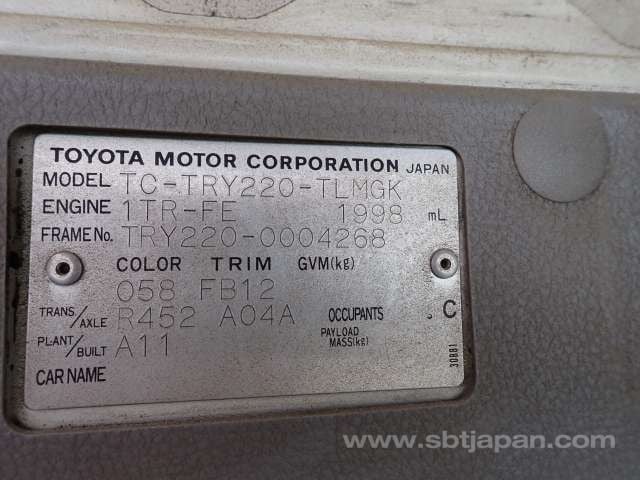 TOYOTA MOTOR CORPORATION JAPAN
MODEL TC-TRY220-TLMGK
ENGINE 1TR-FE 1998 mL
FRAME No. TRY220-0004268
COLOR TRIM GVM(kg)
058 FB12
TRANS/AXLE R452 A04A OCCUPANTS . C
PLANT/BUILT A11 PAYLOAD MASS(kg)
CAR NAME
30881
www.sbtjapan.com